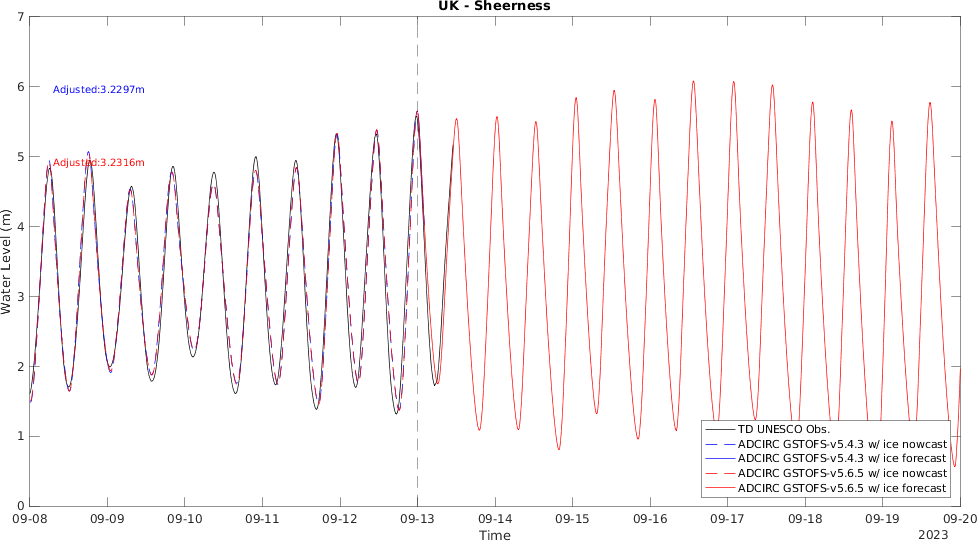 UK - Sheerness
7
6
5
4
3
2
1
0
Water Level (m)
Adjusted:3.2297m
Adjusted:3.2316m
TD UNESCO Obs.
ADCIRC GSTOFS-v5.4.3 w/ ice nowcast
ADCIRC GSTOFS-v5.4.3 w/ ice forecast
ADCIRC GSTOFS-v5.6.5 w/ ice nowcast
ADCIRC GSTOFS-v5.6.5 w/ ice forecast
09-08 09-10 09-10 09-11 09-12 09-13 09-14 09-15 09-16 09-17 09-18 09-19 09-20
Time
2023